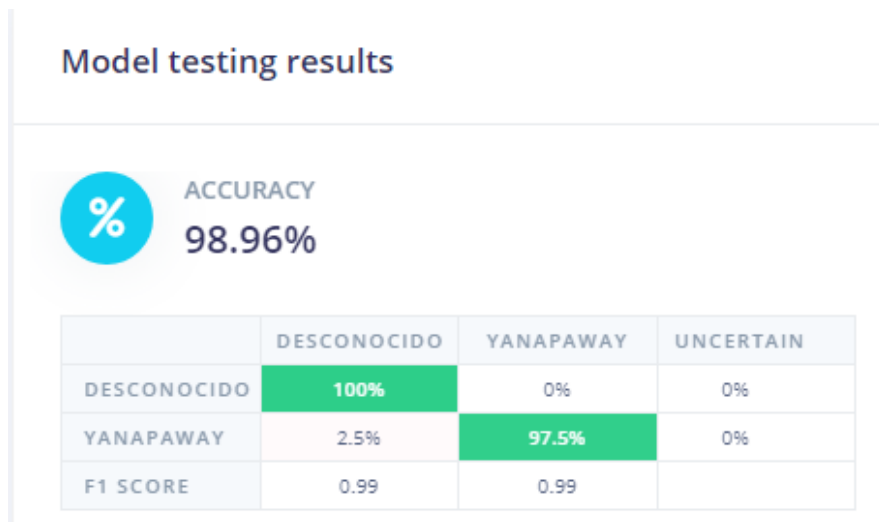 Model testing results
%
ACCURACY
98.96%
DESCONOCIDO YANAPAWAY UNCERTAIN
DESCONOCIDO 100% 0% 0%
YANAPAWAY 2.5% 97.5% 0%
F1 SCORE 0.99 0.99